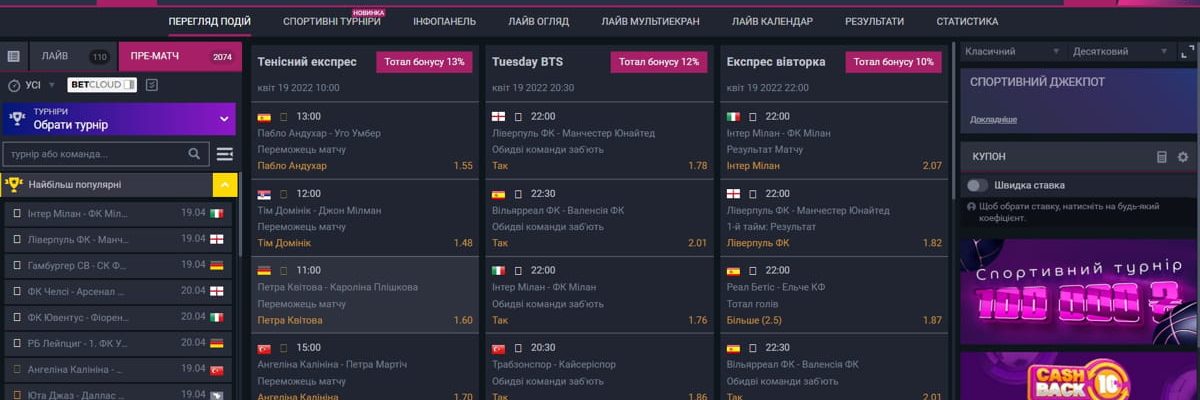 ПЕРЕГЛЯД ПОДІЙ
СПОРТИВНІ ТУРНІРИ
НОВИНКА
ІНФОПАНЕЛЬ
ЛАЙВ ОГЛЯД
ЛАЙВ МУЛЬТИЕКРАН
ЛАЙВ КАЛЕНДАР
РЕЗУЛЬТАТИ
СТАТИСТИКА
ЛАЙВ 110
ПРЕ-МАТЧ 2074
УСІ
BETCLOUD
ТУРНІРИ
Обрати турнір
турнір або команда...
Найбільш популярні
Інтер Мілан - ФК Міл... 19.04
Ліверпуль ФК - Манч... 19.04
Гамбургер СВ - СК Ф... 19.04
ФК Челсі - Арсенал ... 20.04
ФК Ювентус - Фіорен... 20.04
РБ Лейпциг - 1. ФК У... 20.04
Ангеліна Калініна - ... 19.04
Юта Джаз - Даллас ... 19.04
Тенісний експрес
Тотал бонусу 13%
квіт 19 2022 10:00
13:00
Пабло Андухар - Уго Умбер
Переможець матчу
Пабло Андухар 1.55
12:00
Тім Домінік - Джон Мілман
Переможець матчу
Тім Домінік 1.48
11:00
Петра Квітова - Кароліна Плішкова
Переможець матчу
Петра Квітова 1.60
15:00
Ангеліна Калініна - Петра Мартіч
Переможець матчу
Ангеліна Калініна 1.70
Tuesday BTS
Тотал бонусу 12%
квіт 19 2022 20:30
22:00
Ліверпуль ФК - Манчестер Юнайтед
Обидві команди заб'ють
Так 1.78
22:30
Вільярреал ФК - Валенсія ФК
Обидві команди заб'ють
Так 2.01
22:00
Інтер Мілан - ФК Мілан
Обидві команди заб'ють
Так 1.76
20:30
Трабзонспор - Кайсеріспор
Обидві команди заб'ють
Так 1.86
Експрес вівторка
Тотал бонусу 10%
квіт 19 2022 22:00
22:00
Інтер Мілан - ФК Мілан
Результат Матчу
Інтер Мілан 2.07
22:00
Ліверпуль ФК - Манчестер Юнайтед
1-й тайм: Результат
Ліверпуль ФК 1.82
22:00
Реал Бетіс - Ельче КФ
Тотал голів
Більше (2.5) 1.87
22:30
Вільярреал ФК - Валенсія ФК
Обидві команди заб'ють
Так 2.01
Класичний
Десятковий
СПОРТИВНИЙ ДЖЕКПОТ
Докладніше
КУПОН
Швидка ставка
Щоб обрати ставку, натисніть на будь-який
коефіцієнт.
Спортивний турнір
100 000 ₴
CASH
BACK 10%